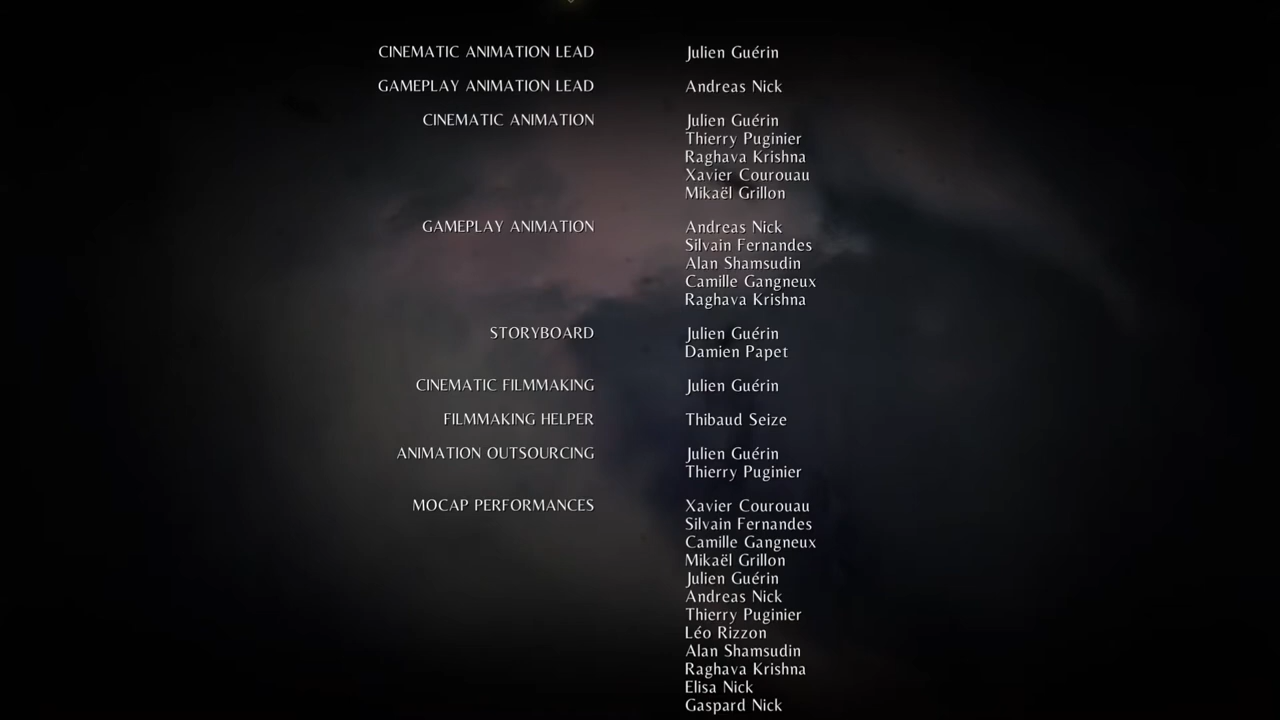 CINEMATIC ANIMATION LEAD Julien Guérin
GAMEPLAY ANIMATION LEAD Andreas Nick
CINEMATIC ANIMATION Julien Guérin
Thierry Puginier
Raghava Krishna
Xavier Courouau
Mikaël Grillon
GAMEPLAY ANIMATION Andreas Nick
Silvain Fernandes
Alan Shamsudin
Camille Gangneux
Raghava Krishna
STORYBOARD Julien Guérin
Damien Papet
CINEMATIC FILMMAKING Julien Guérin
FILMMAKING HELPER Thibaud Seize
ANIMATION OUTSOURCING Julien Guérin
Thierry Puginier
MOCAP PERFORMANCES Xavier Courouau
Silvain Fernandes
Camille Gangneux
Mikaël Grillon
Julien Guérin
Andreas Nick
Thierry Puginier
Léo Rizzon
Alan Shamsudin
Raghava Krishna
Elisa Nick
Gaspard Nick